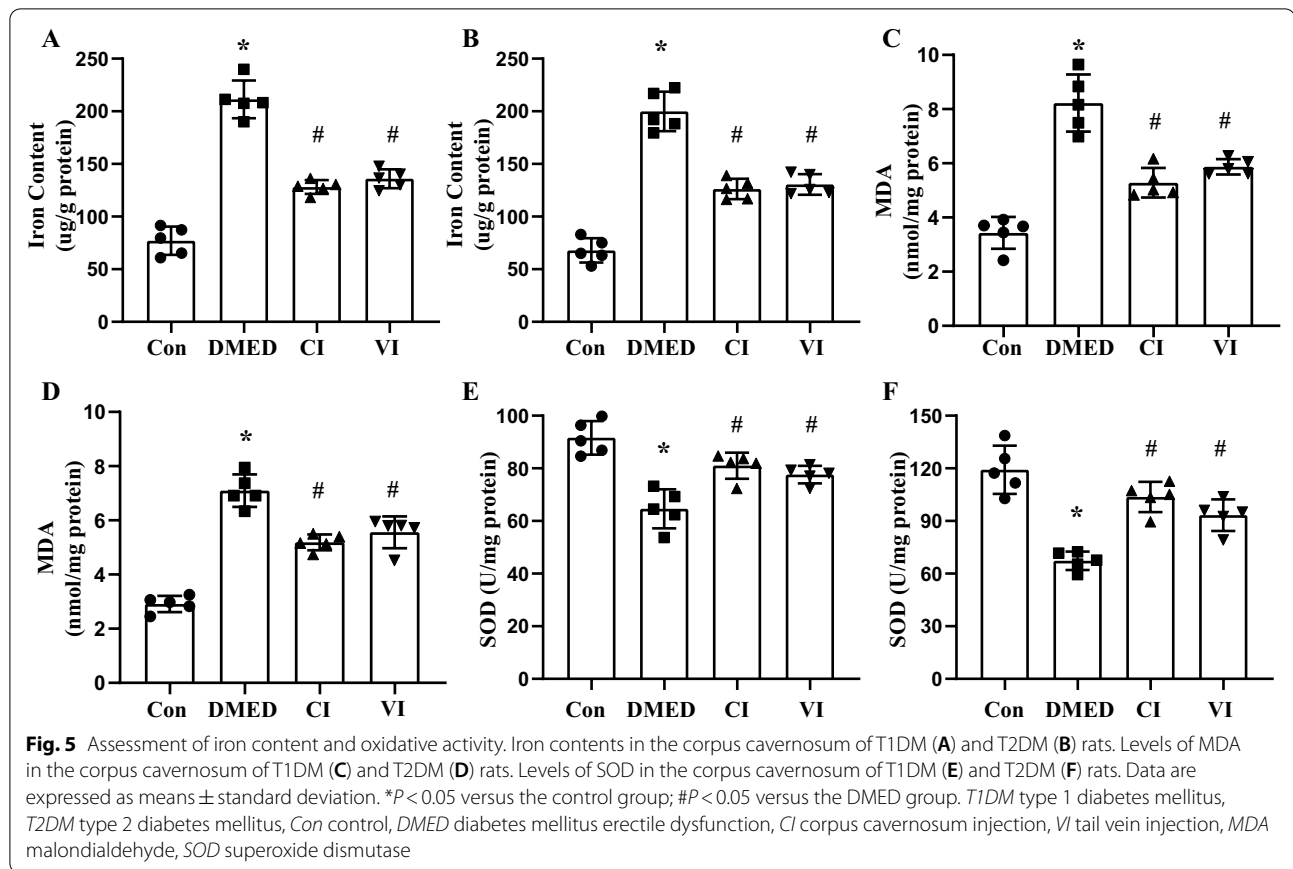 A
Iron Content
(ug/g protein)
250
200
150
100
50
0
*
#
#
Con DMED CI VI
B
Iron Content
(ug/g protein)
250
200
150
100
50
0
*
#
#
Con DMED CI VI
C
MDA
(nmol/mg protein)
10
8
6
4
2
0
*
#
#
Con DMED CI VI
D
MDA
(nmol/mg protein)
10
8
6
4
2
0
*
#
#
Con DMED CI VI
E
SOD (U/mg protein)
100
80
60
40
20
0
*
#
#
Con DMED CI VI
F
SOD (U/mg protein)
150
120
90
60
30
0
*
#
#
Con DMED CI VI
Fig. 5 Assessment of iron content and oxidative activity. Iron contents in the corpus cavernosum of T1DM (A) and T2DM (B) rats. Levels of MDA
in the corpus cavernosum of T1DM (C) and T2DM (D) rats. Levels of SOD in the corpus cavernosum of T1DM (E) and T2DM (F) rats. Data are
expressed as means ± standard deviation. *P < 0.05 versus the control group; #P < 0.05 versus the DMED group. T1DM type 1 diabetes mellitus,
T2DM type 2 diabetes mellitus, Con control, DMED diabetes mellitus erectile dysfunction, CI corpus cavernosum injection, VI tail vein injection, MDA
malondialdehyde, SOD superoxide dismutase